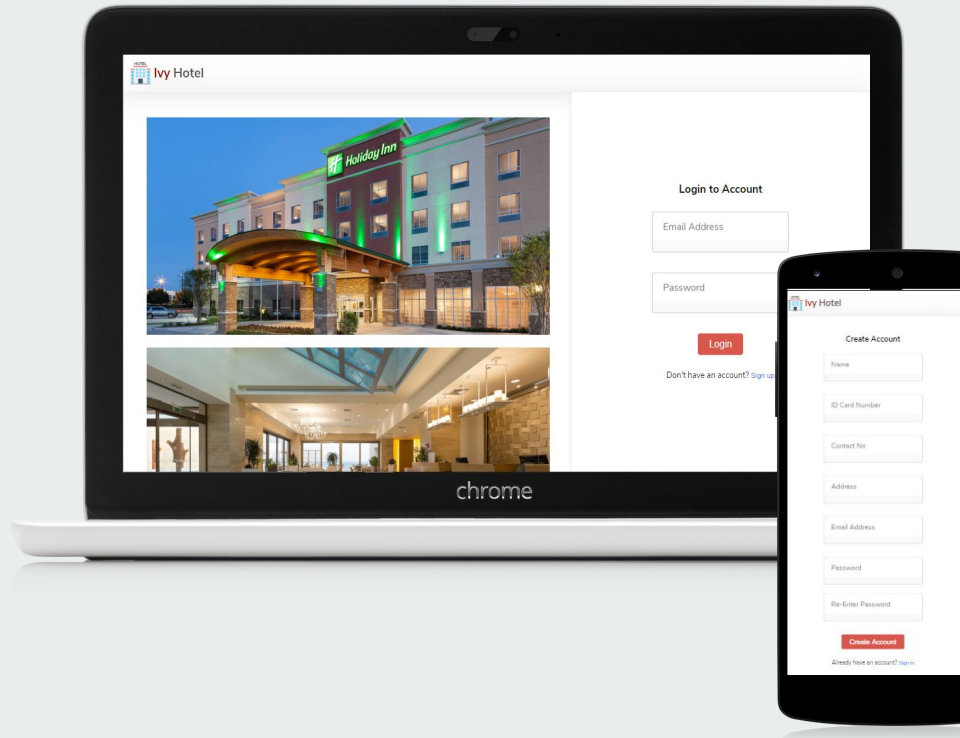 HOTEL
Ivy Hotel
Holiday Inn
Login to Account
Email Address
Password
Login
Don't have an account? Sign up
chrome
HOTEL
Ivy Hotel
Create Account
Name
ID Card Number
Contact No
Address
Email Address
Password
Re-Enter Password
Create Account
Already have an account? Sign In